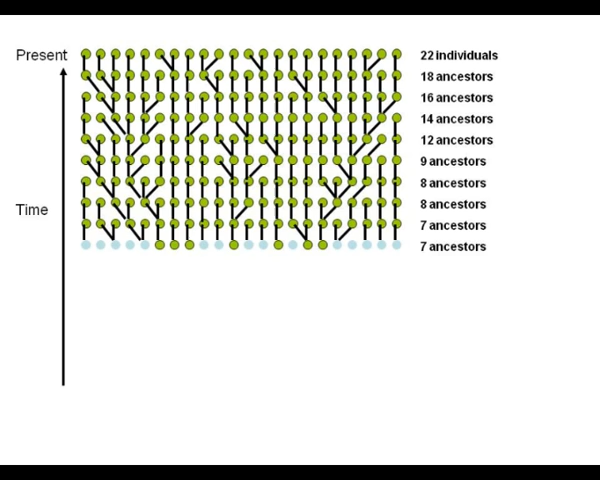 Present
22 individuals
18 ancestors
16 ancestors
14 ancestors
12 ancestors
9 ancestors
8 ancestors
Time
8 ancestors
7 ancestors
7 ancestors